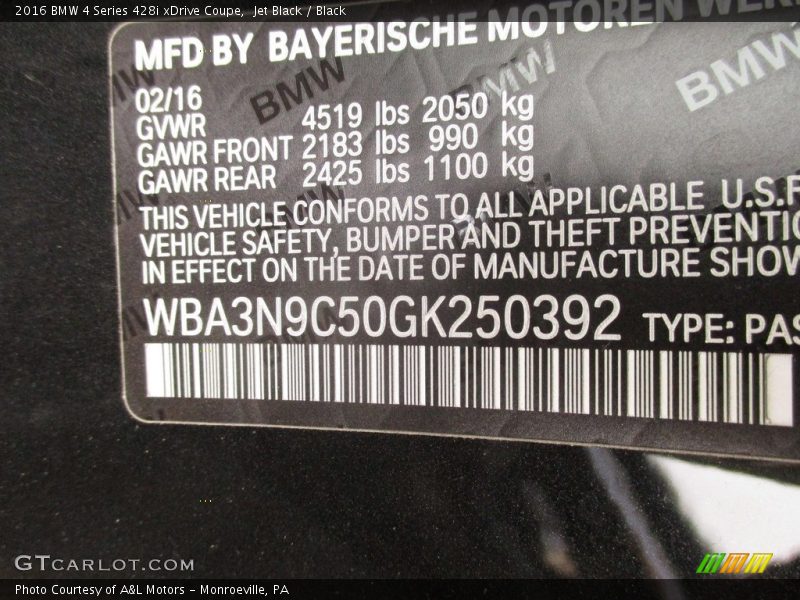 2016 BMW 4 Series 428i xDrive Coupe, Jet Black / Black
MFD BY BAYERISCHE MOTOREN WER
02/16
GVWR 4519 lbs 2050 kg
GAWR FRONT 2183 lbs 990 kg
GAWR REAR 2425 lbs 1100 kg
THIS VEHICLE CONFORMS TO ALL APPLICABLE U.S.F
VEHICLE SAFETY, BUMPER AND THEFT PREVENTIO
IN EFFECT ON THE DATE OF MANUFACTURE SHOW
WBA3N9C50GK250392 TYPE: PAS
BMW
BMW
BMW
GTCARLOT.COM
Photo Courtesy of A&L Motors - Monroeville, PA